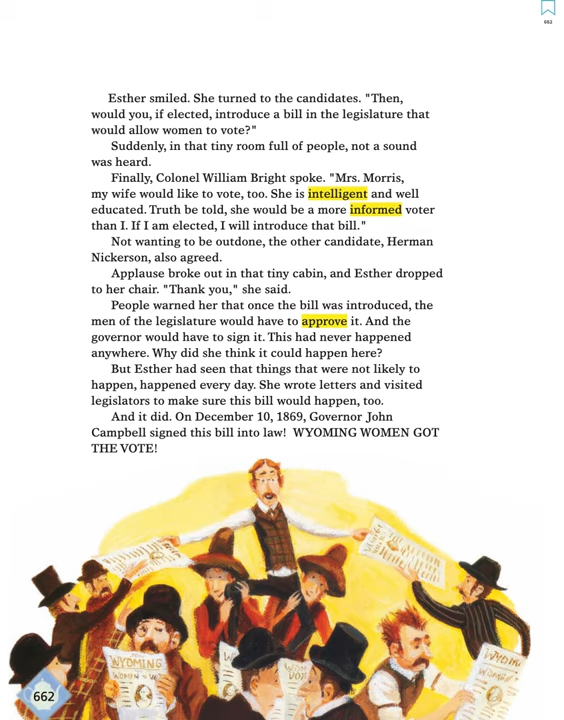 662
Esther smiled. She turned to the candidates. "Then,
would you, if elected, introduce a bill in the legislature that
would allow women to vote?"
Suddenly, in that tiny room full of people, not a sound
was heard.
Finally, Colonel William Bright spoke. "Mrs. Morris,
my wife would like to vote, too. She is intelligent and well
educated. Truth be told, she would be a more informed voter
than I. If I am elected, I will introduce that bill."
Not wanting to be outdone, the other candidate, Herman
Nickerson, also agreed.
Applause broke out in that tiny cabin, and Esther dropped
to her chair. "Thank you," she said.
People warned her that once the bill was introduced, the
men of the legislature would have to approve it. And the
governor would have to sign it. This had never happened
anywhere. Why did she think it could happen here?
But Esther had seen that things that were not likely to
happen, happened every day. She wrote letters and visited
legislators to make sure this bill would happen, too.
And it did. On December 10, 1869, Governor John
Campbell signed this bill into law! WYOMING WOMEN GOT
THE VOTE!
WYOMING
662